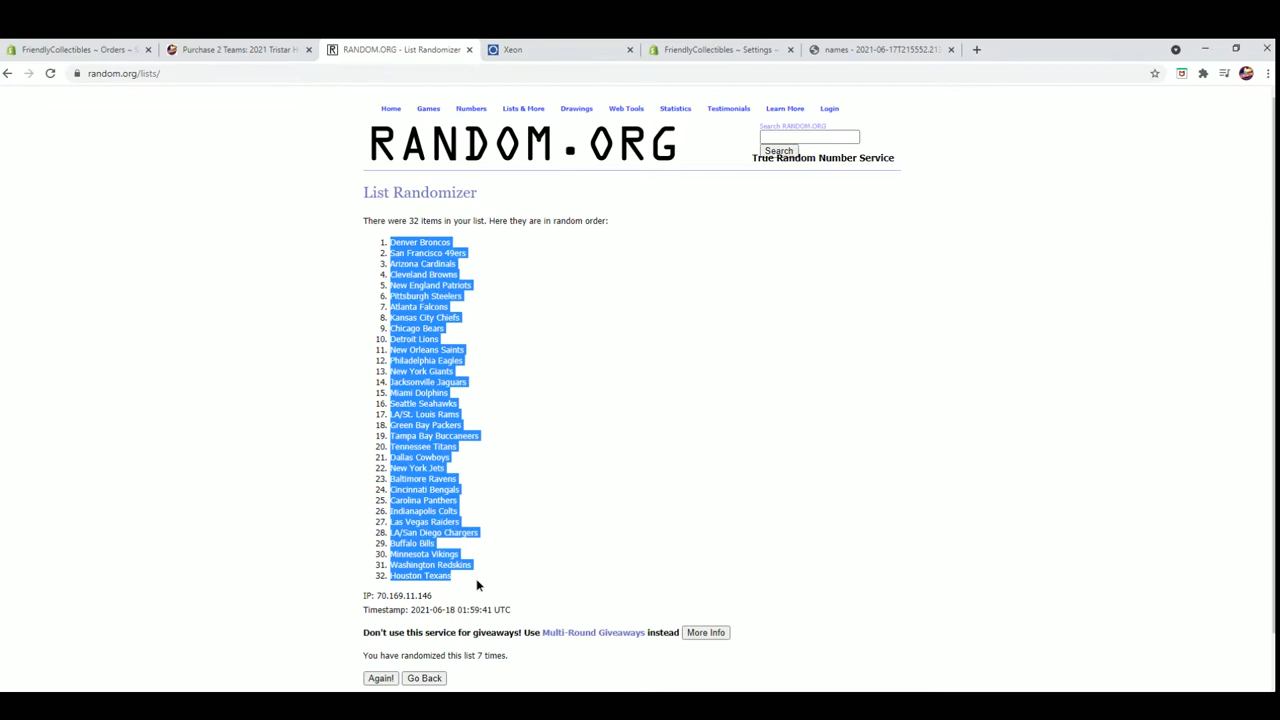 FriendlyCollectibles ~ Orders ~ S
Purchase 2 Teams: 2021 Tristar H
RANDOM.ORG - List Randomizer
Xeon
FriendlyCollectibles ~ Settings ~
names - 2021-06-17T215552.213
random.org/lists/
Home Games Numbers Lists & More Drawings Web Tools Statistics Testimonials Learn More Login
Search RANDOM.ORG
RANDOM.ORG
Search
True Random Number Service
List Randomizer
There were 32 items in your list. Here they are in random order:
1. Denver Broncos
2. San Francisco 49ers
3. Arizona Cardinals
4. Cleveland Browns
5. New England Patriots
6. Pittsburgh Steelers
7. Atlanta Falcons
8. Kansas City Chiefs
9. Chicago Bears
10. Detroit Lions
11. New Orleans Saints
12. Philadelphia Eagles
13. New York Giants
14. Jacksonville Jaguars
15. Miami Dolphins
16. Seattle Seahawks
17. LA/St. Louis Rams
18. Green Bay Packers
19. Tampa Bay Buccaneers
20. Tennessee Titans
21. Dallas Cowboys
22. New York Jets
23. Baltimore Ravens
24. Cincinnati Bengals
25. Carolina Panthers
26. Indianapolis Colts
27. Las Vegas Raiders
28. LA/San Diego Chargers
29. Buffalo Bills
30. Minnesota Vikings
31. Washington Redskins
32. Houston Texans
IP: 70.169.11.146
Timestamp: 2021-06-18 01:59:41 UTC
Don't use this service for giveaways! Use Multi-Round Giveaways instead More Info
You have randomized this list 7 times.
Again! Go Back